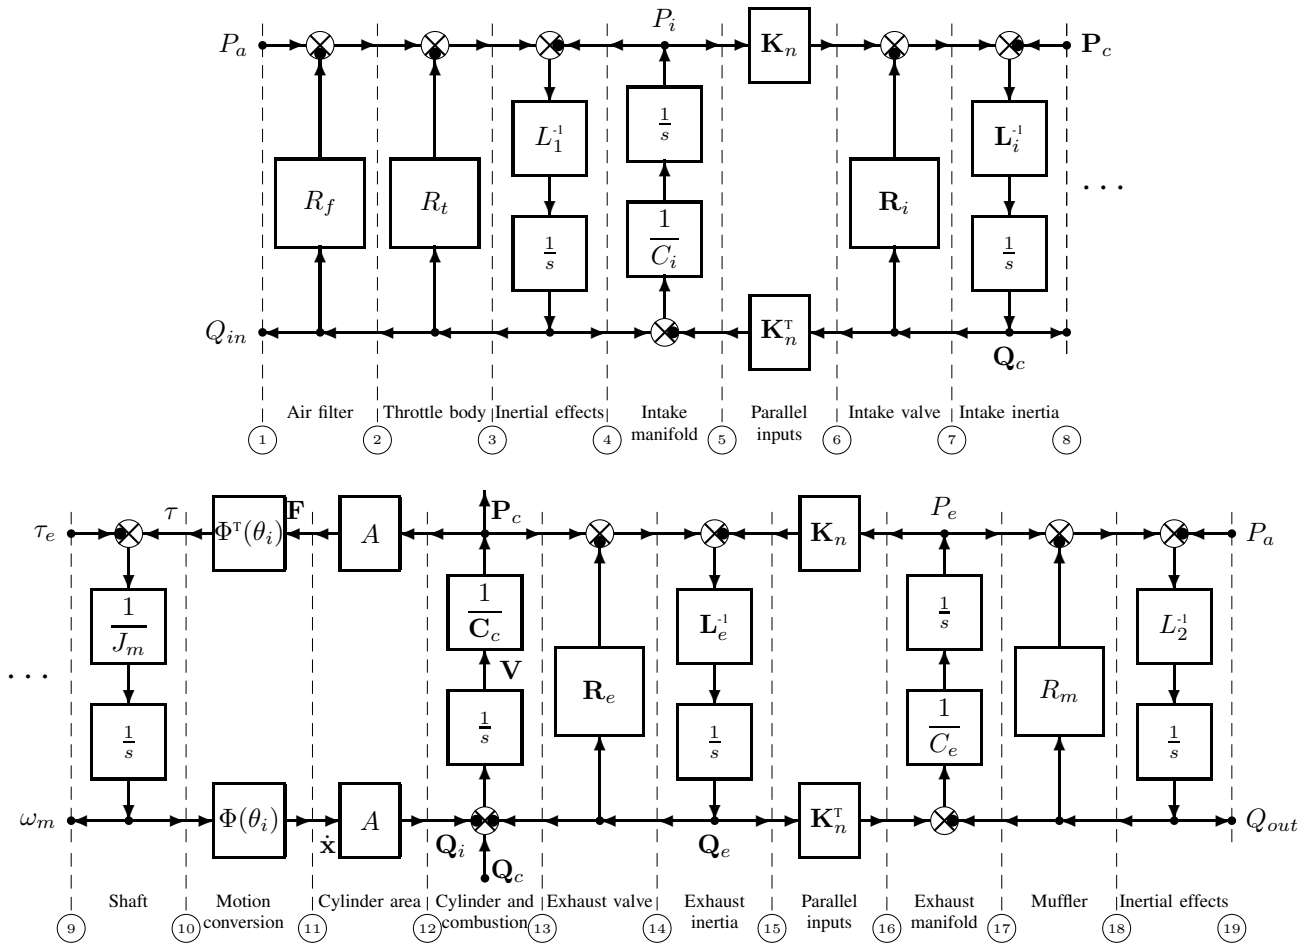 P_i
P_a K_n P_c
L_1^-1 1/s L_i^-1
R_f R_t R_i . . .
1/s 1/C_i 1/s
Q_in K_n^T
Q_c
Air filter Throttle body Inertial effects Intake manifold Parallel inputs Intake valve Intake inertia
1 2 3 4 5 6 7 8
τ_e τ Φ^T(θ_i) F A P_c K_n P_e P_a
1/J_m 1/C_c L_e^-1 1/s L_2^-1
. . . V R_e R_m
1/s 1/s 1/s 1/C_e 1/s
ω_m Φ(θ_i) ẋ A Q_i Q_e K_n^T Q_out
Q_c
Shaft Motion conversion Cylinder area Cylinder and combustion Exhaust valve Exhaust inertia Parallel inputs Exhaust manifold Muffler Inertial effects
9 10 11 12 13 14 15 16 17 18 19